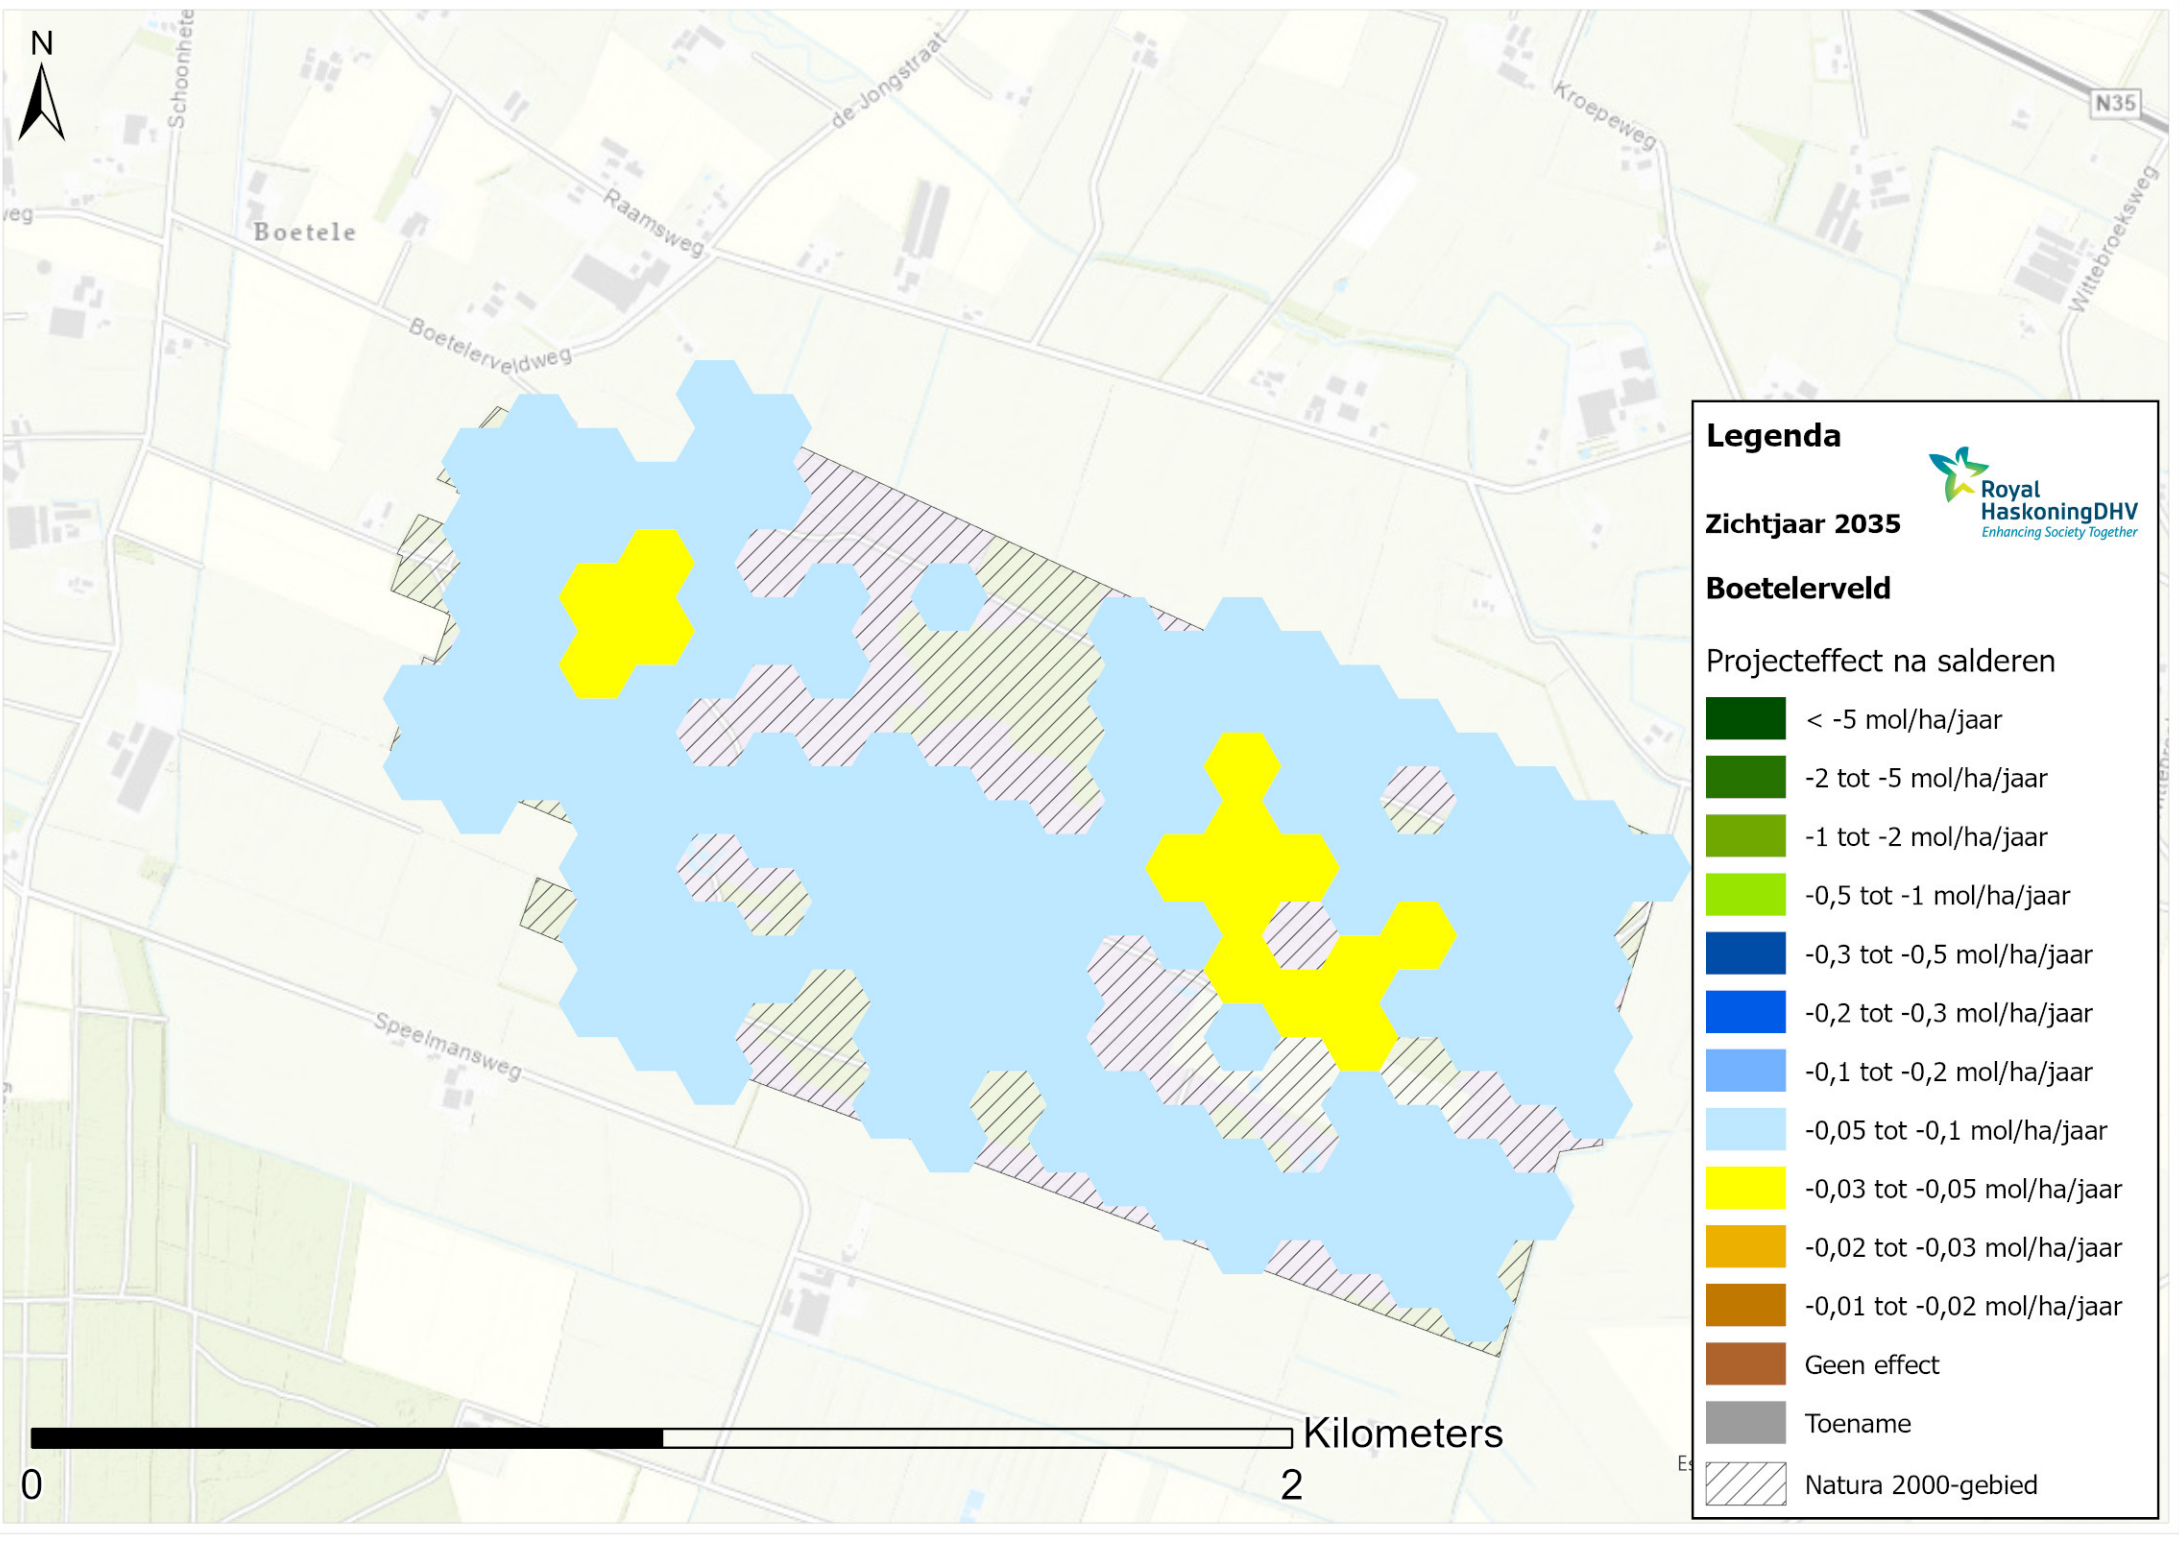 N
Schoonhete
de Jongstraat
Kroepeweg
N35
Wittebroeksweg
weg
Boetele
Raamsweg
Boetelerveldweg
Speelmansweg
Legenda
Royal
HaskoningDHV
Enhancing Society Together
Zichtjaar 2035
Boetelerveld
Projecteffect na salderen
< -5 mol/ha/jaar
-2 tot -5 mol/ha/jaar
-1 tot -2 mol/ha/jaar
-0,5 tot -1 mol/ha/jaar
-0,3 tot -0,5 mol/ha/jaar
-0,2 tot -0,3 mol/ha/jaar
-0,1 tot -0,2 mol/ha/jaar
-0,05 tot -0,1 mol/ha/jaar
-0,03 tot -0,05 mol/ha/jaar
-0,02 tot -0,03 mol/ha/jaar
-0,01 tot -0,02 mol/ha/jaar
Geen effect
Toename
Natura 2000-gebied
Kilometers
0
2
Es